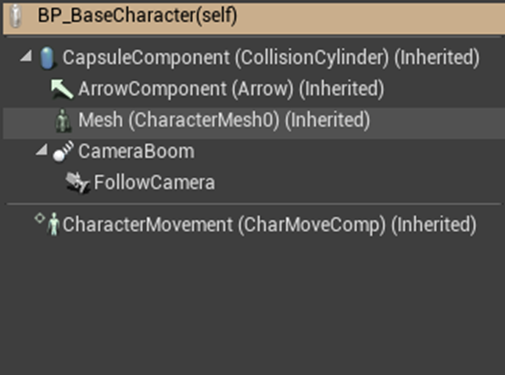 BP_BaseCharacter(self)
CapsuleComponent (CollisionCylinder) (Inherited)
ArrowComponent (Arrow) (Inherited)
Mesh (CharacterMesh0) (Inherited)
CameraBoom
FollowCamera
CharacterMovement (CharMoveComp) (Inherited)